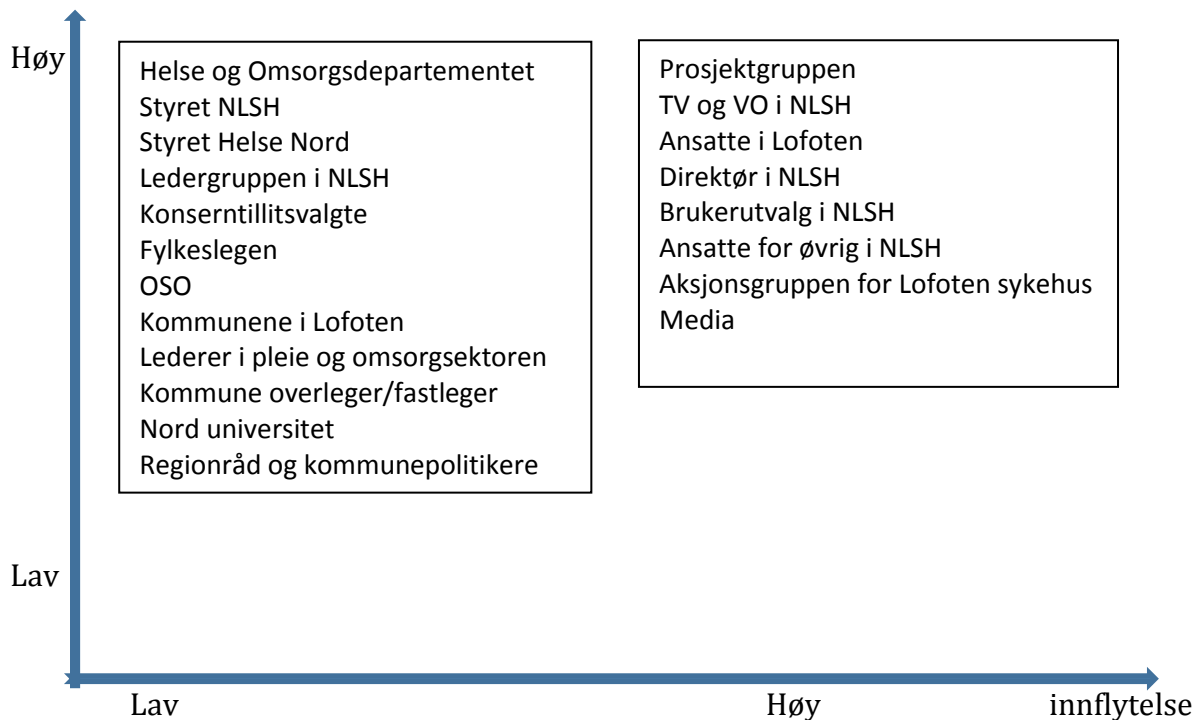 Høy
Helse og Omsorgsdepartementet
Styret NLSH
Styret Helse Nord
Ledergruppen i NLSH
Konserntillitsvalgte
Fylkeslegen
OSO
Kommunene i Lofoten
Lederer i pleie og omsorgsektoren
Kommune overleger/fastleger
Nord universitet
Regionråd og kommunepolitikere
Prosjektgruppen
TV og VO i NLSH
Ansatte i Lofoten
Direktør i NLSH
Brukerutvalg i NLSH
Ansatte for øvrig i NLSH
Aksjonsgruppen for Lofoten sykehus
Media
Lav
Lav
Høy
innflytelse